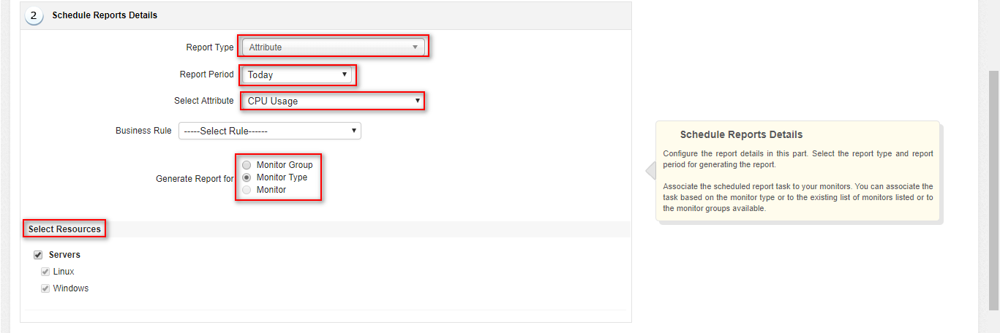 2 Schedule Reports Details
Report Type Attribute
Report Period Today
Select Attribute CPU Usage
Business Rule -----Select Rule------
Generate Report for
Monitor Group
Monitor Type
Monitor
Select Resources
Servers
Linux
Windows
Schedule Reports Details
Configure the report details in this part. Select the report type and report
period for generating the report.
Associate the scheduled report task to your monitors. You can associate the
task based on the monitor type or to the existing list of monitors listed or to
the monitor groups available.